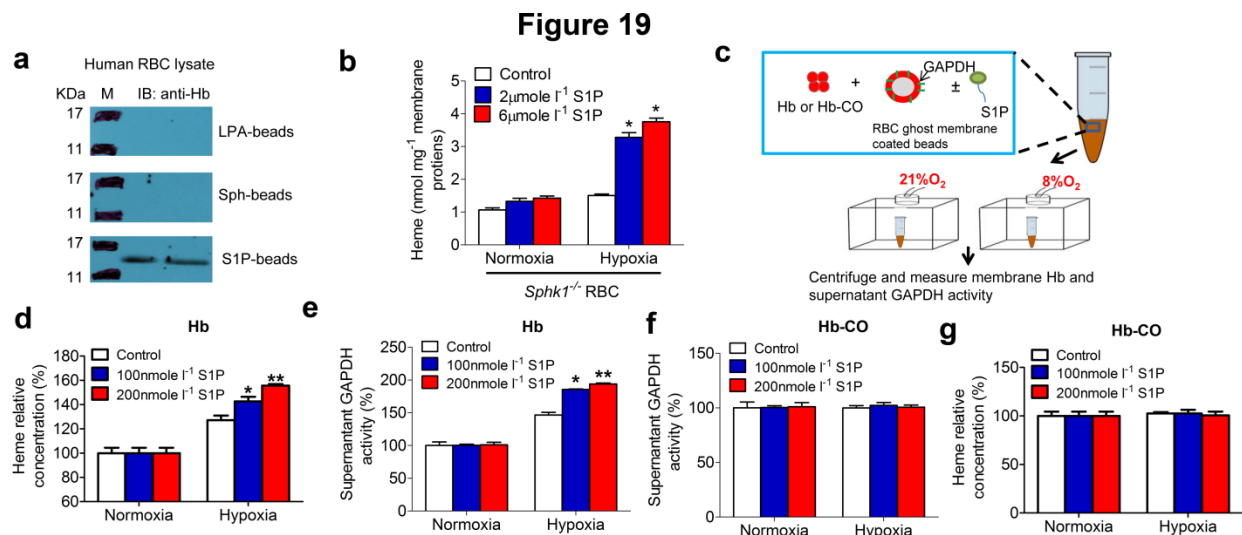 Figure 19
a
Human RBC lysate
KDa M IB: anti-Hb
17
11
LPA-beads
17
11
Sph-beads
17
11
S1P-beads
b
Control
2μmole l⁻¹ S1P
6μmole l⁻¹ S1P
Heme (nmol mg⁻¹ membrane
protiens)
6
5
4
3
2
1
0
*
*
Normoxia Hypoxia
Sphk1⁻/⁻ RBC
c
GAPDH
+
±
Hb or Hb-CO
S1P
RBC ghost membrane
coated beads
21%O₂
8%O₂
Centrifuge and measure membrane Hb and
supernatant GAPDH activity
d
Hb
Control
100nmole l⁻¹ S1P
200nmole l⁻¹ S1P
Heme relative
concentration (%)
180
160
140
120
100
80
60
*
**
Normoxia Hypoxia
e
Hb
Control
100nmole l⁻¹ S1P
200nmole l⁻¹ S1P
Supernantant GAPDH
activity (%)
250
200
150
100
50
0
*
**
Normoxia Hypoxia
f
Hb-CO
Control
100nmole l⁻¹ S1P
200nmole l⁻¹ S1P
Supernantant GAPDH
activity (%)
150
100
50
0
Normoxia Hypoxia
g
Hb-CO
Control
100nmole l⁻¹ S1P
200nmole l⁻¹ S1P
Heme relative
concentration (%)
150
100
50
0
Normoxia Hypoxia